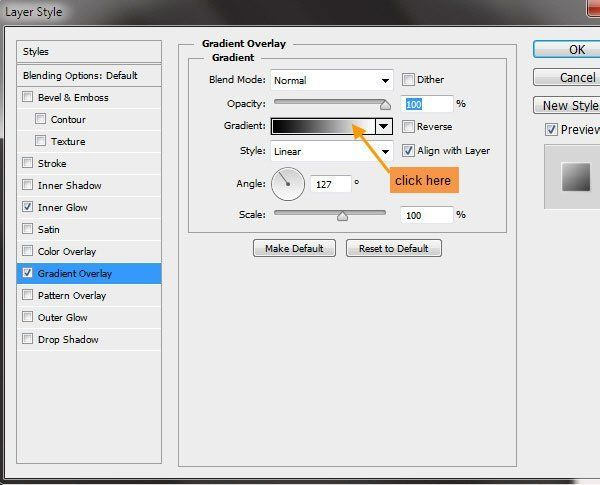 Layer Style
Styles
Blending Options: Default
Bevel & Emboss
Contour
Texture
Stroke
Inner Shadow
Inner Glow
Satin
Color Overlay
Gradient Overlay
Pattern Overlay
Outer Glow
Drop Shadow
Gradient Overlay
Gradient
Blend Mode: Normal Dither
Opacity: 100 %
Gradient: Reverse
Style: Linear Align with Layer
click here
Angle: 127 °
Scale: 100 %
Make Default Reset to Default
OK
Cancel
New Style
Preview